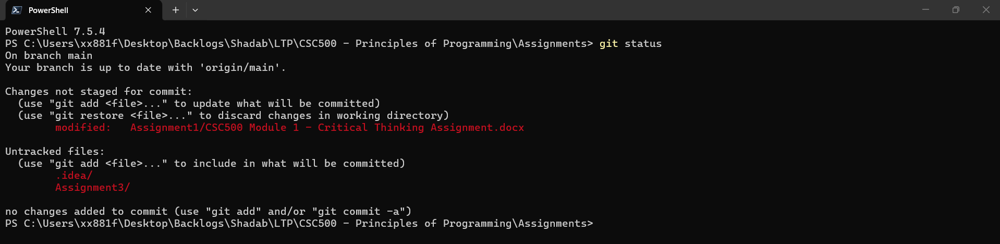 PowerShell
PowerShell 7.5.4
PS C:\Users\xx881f\Desktop\Backlogs\Shadab\LTP\CSC500 - Principles of Programming\Assignments> git status
On branch main
Your branch is up to date with 'origin/main'.

Changes not staged for commit:
  (use "git add <file>..." to update what will be committed)
  (use "git restore <file>..." to discard changes in working directory)
        modified:   Assignment1/CSC500 Module 1 - Critical Thinking Assignment.docx

Untracked files:
  (use "git add <file>..." to include in what will be committed)
        .idea/
        Assignment3/

no changes added to commit (use "git add" and/or "git commit -a")
PS C:\Users\xx881f\Desktop\Backlogs\Shadab\LTP\CSC500 - Principles of Programming\Assignments>